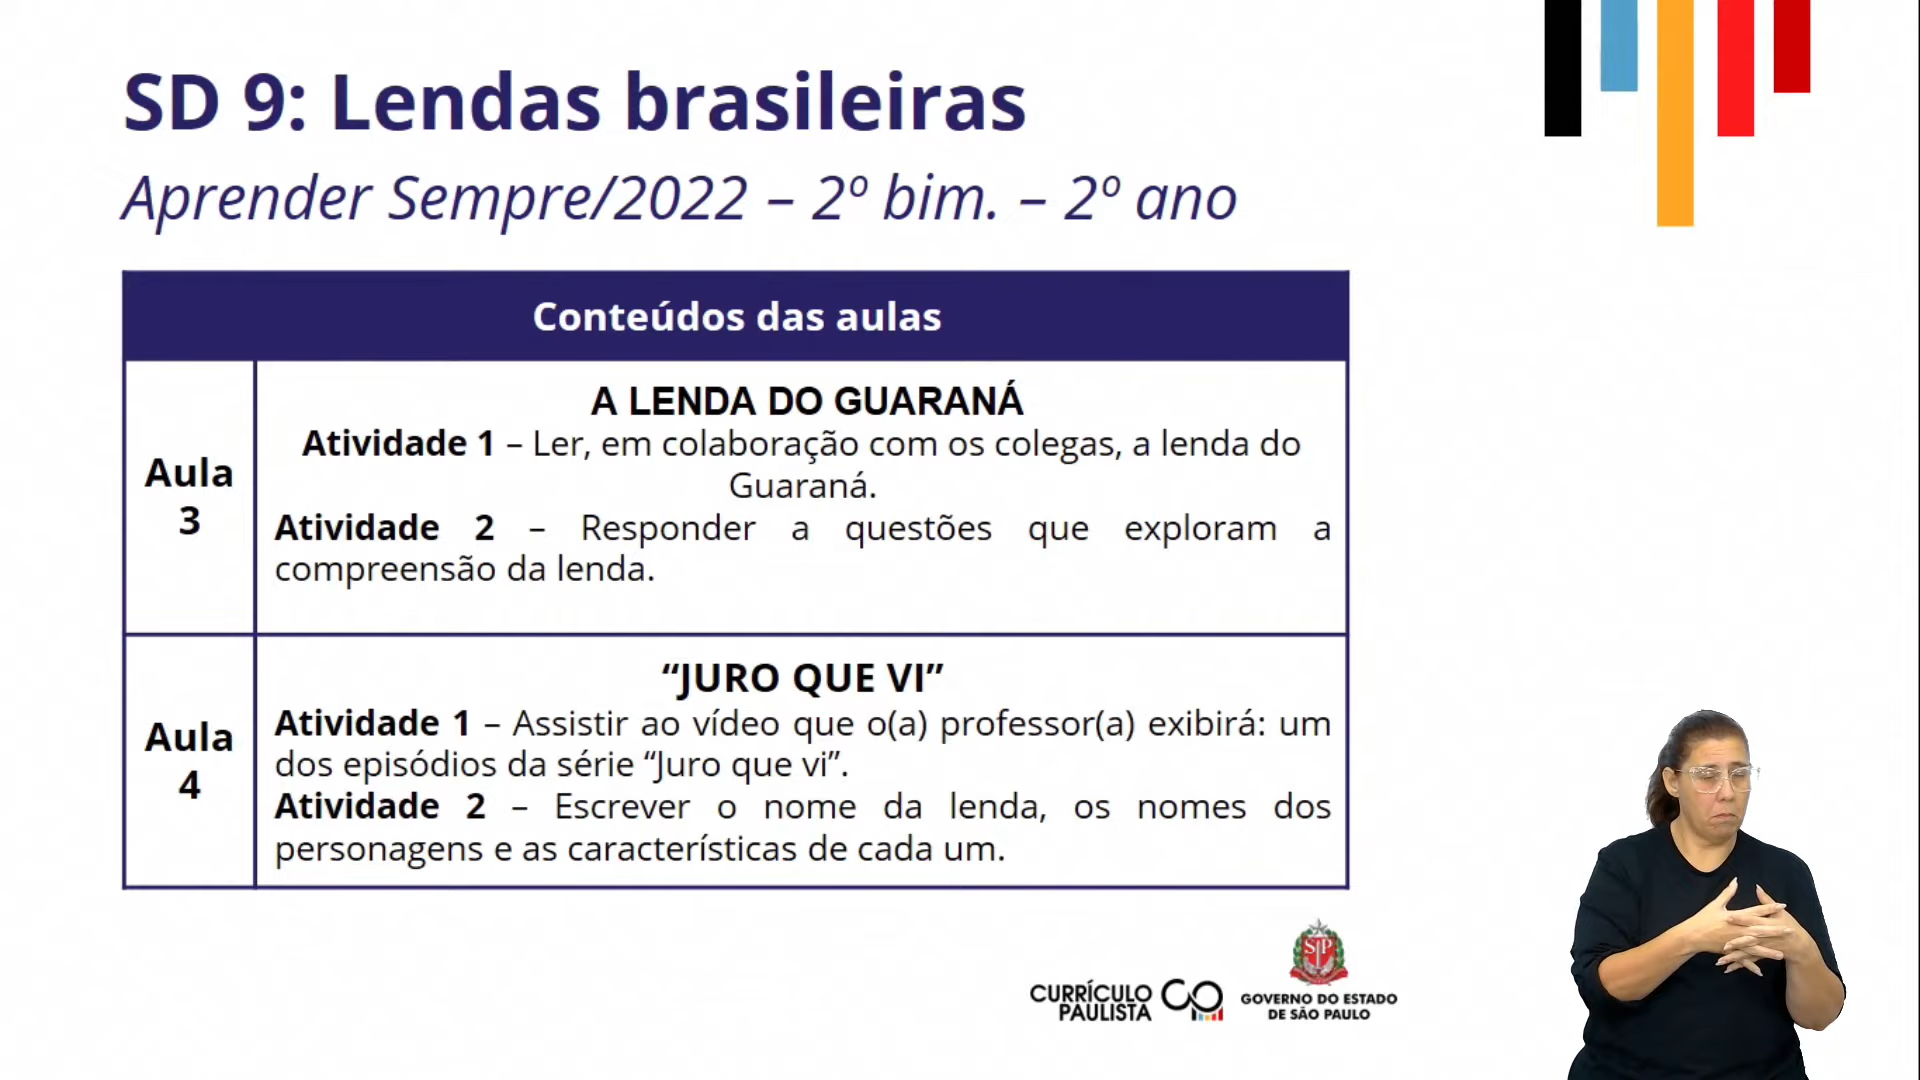 SD 9: Lendas brasileiras
Aprender Sempre/2022 – 2º bim. – 2º ano
Conteúdos das aulas
Aula
3
A LENDA DO GUARANÁ
Atividade 1 – Ler, em colaboração com os colegas, a lenda do
Guaraná.
Atividade 2 – Responder a questões que exploram a
compreensão da lenda.
Aula
4
“JURO QUE VI”
Atividade 1 – Assistir ao vídeo que o(a) professor(a) exibirá: um
dos episódios da série “Juro que vi”.
Atividade 2 – Escrever o nome da lenda, os nomes dos
personagens e as características de cada um.
CURRÍCULO
PAULISTA
SP
GOVERNO DO ESTADO
DE SÃO PAULO